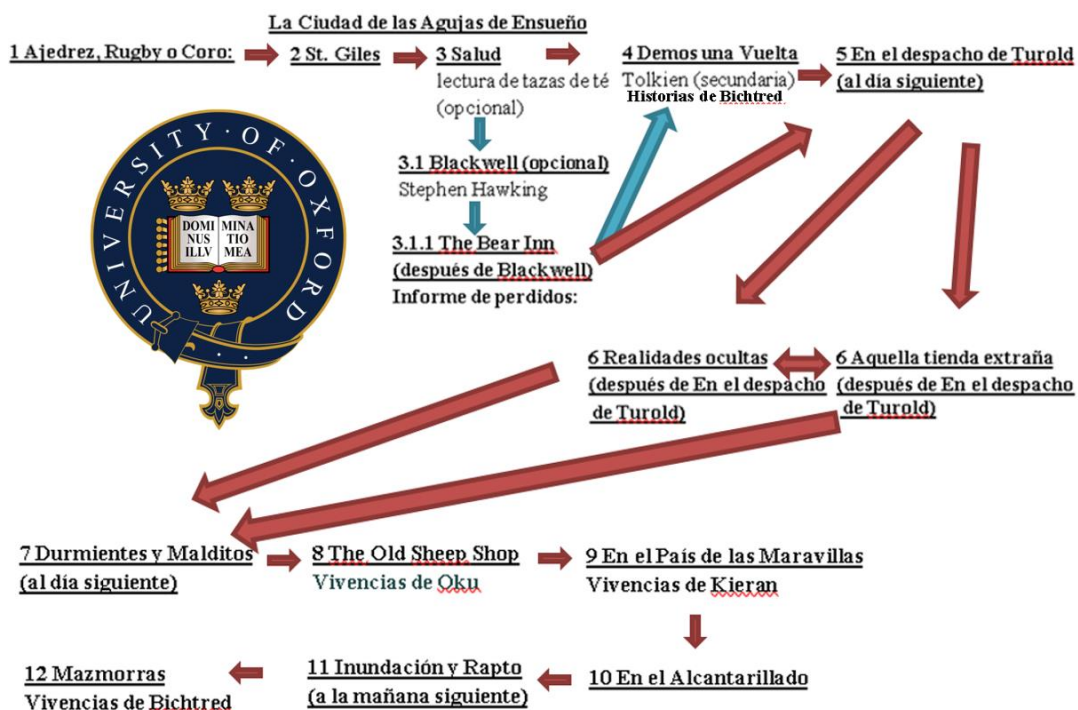 La Ciudad de las Agujas de Ensueño
1 Ajedrez, Rugby o Coro:
2 St. Giles
3 Salud
lectura de tazas de té
(opcional)
4 Demos una Vuelta
Tolkien (secundaria)
Historias de Bichtred
5 En el despacho de Turold
(al día siguiente)
3.1 Blackwell (opcional)
Stephen Hawking
3.1.1 The Bear Inn
(después de Blackwell)
Informe de perdidos:
UNIVERSITY · OF · OXFORD
DOMI
NUS
ILLV
MINA
TIO
MEA
6 Realidades ocultas
(después de En el despacho
de Turold)
6 Aquella tienda extraña
(después de En el despacho
de Turold)
7 Durmientes y Malditos
(al día siguiente)
8 The Old Sheep Shop
Vivencias de Oku
9 En el País de las Maravillas
Vivencias de Kieran
12 Mazmorras
Vivencias de Bichtred
11 Inundación y Rapto
(a la mañana siguiente)
10 En el Alcantarillado